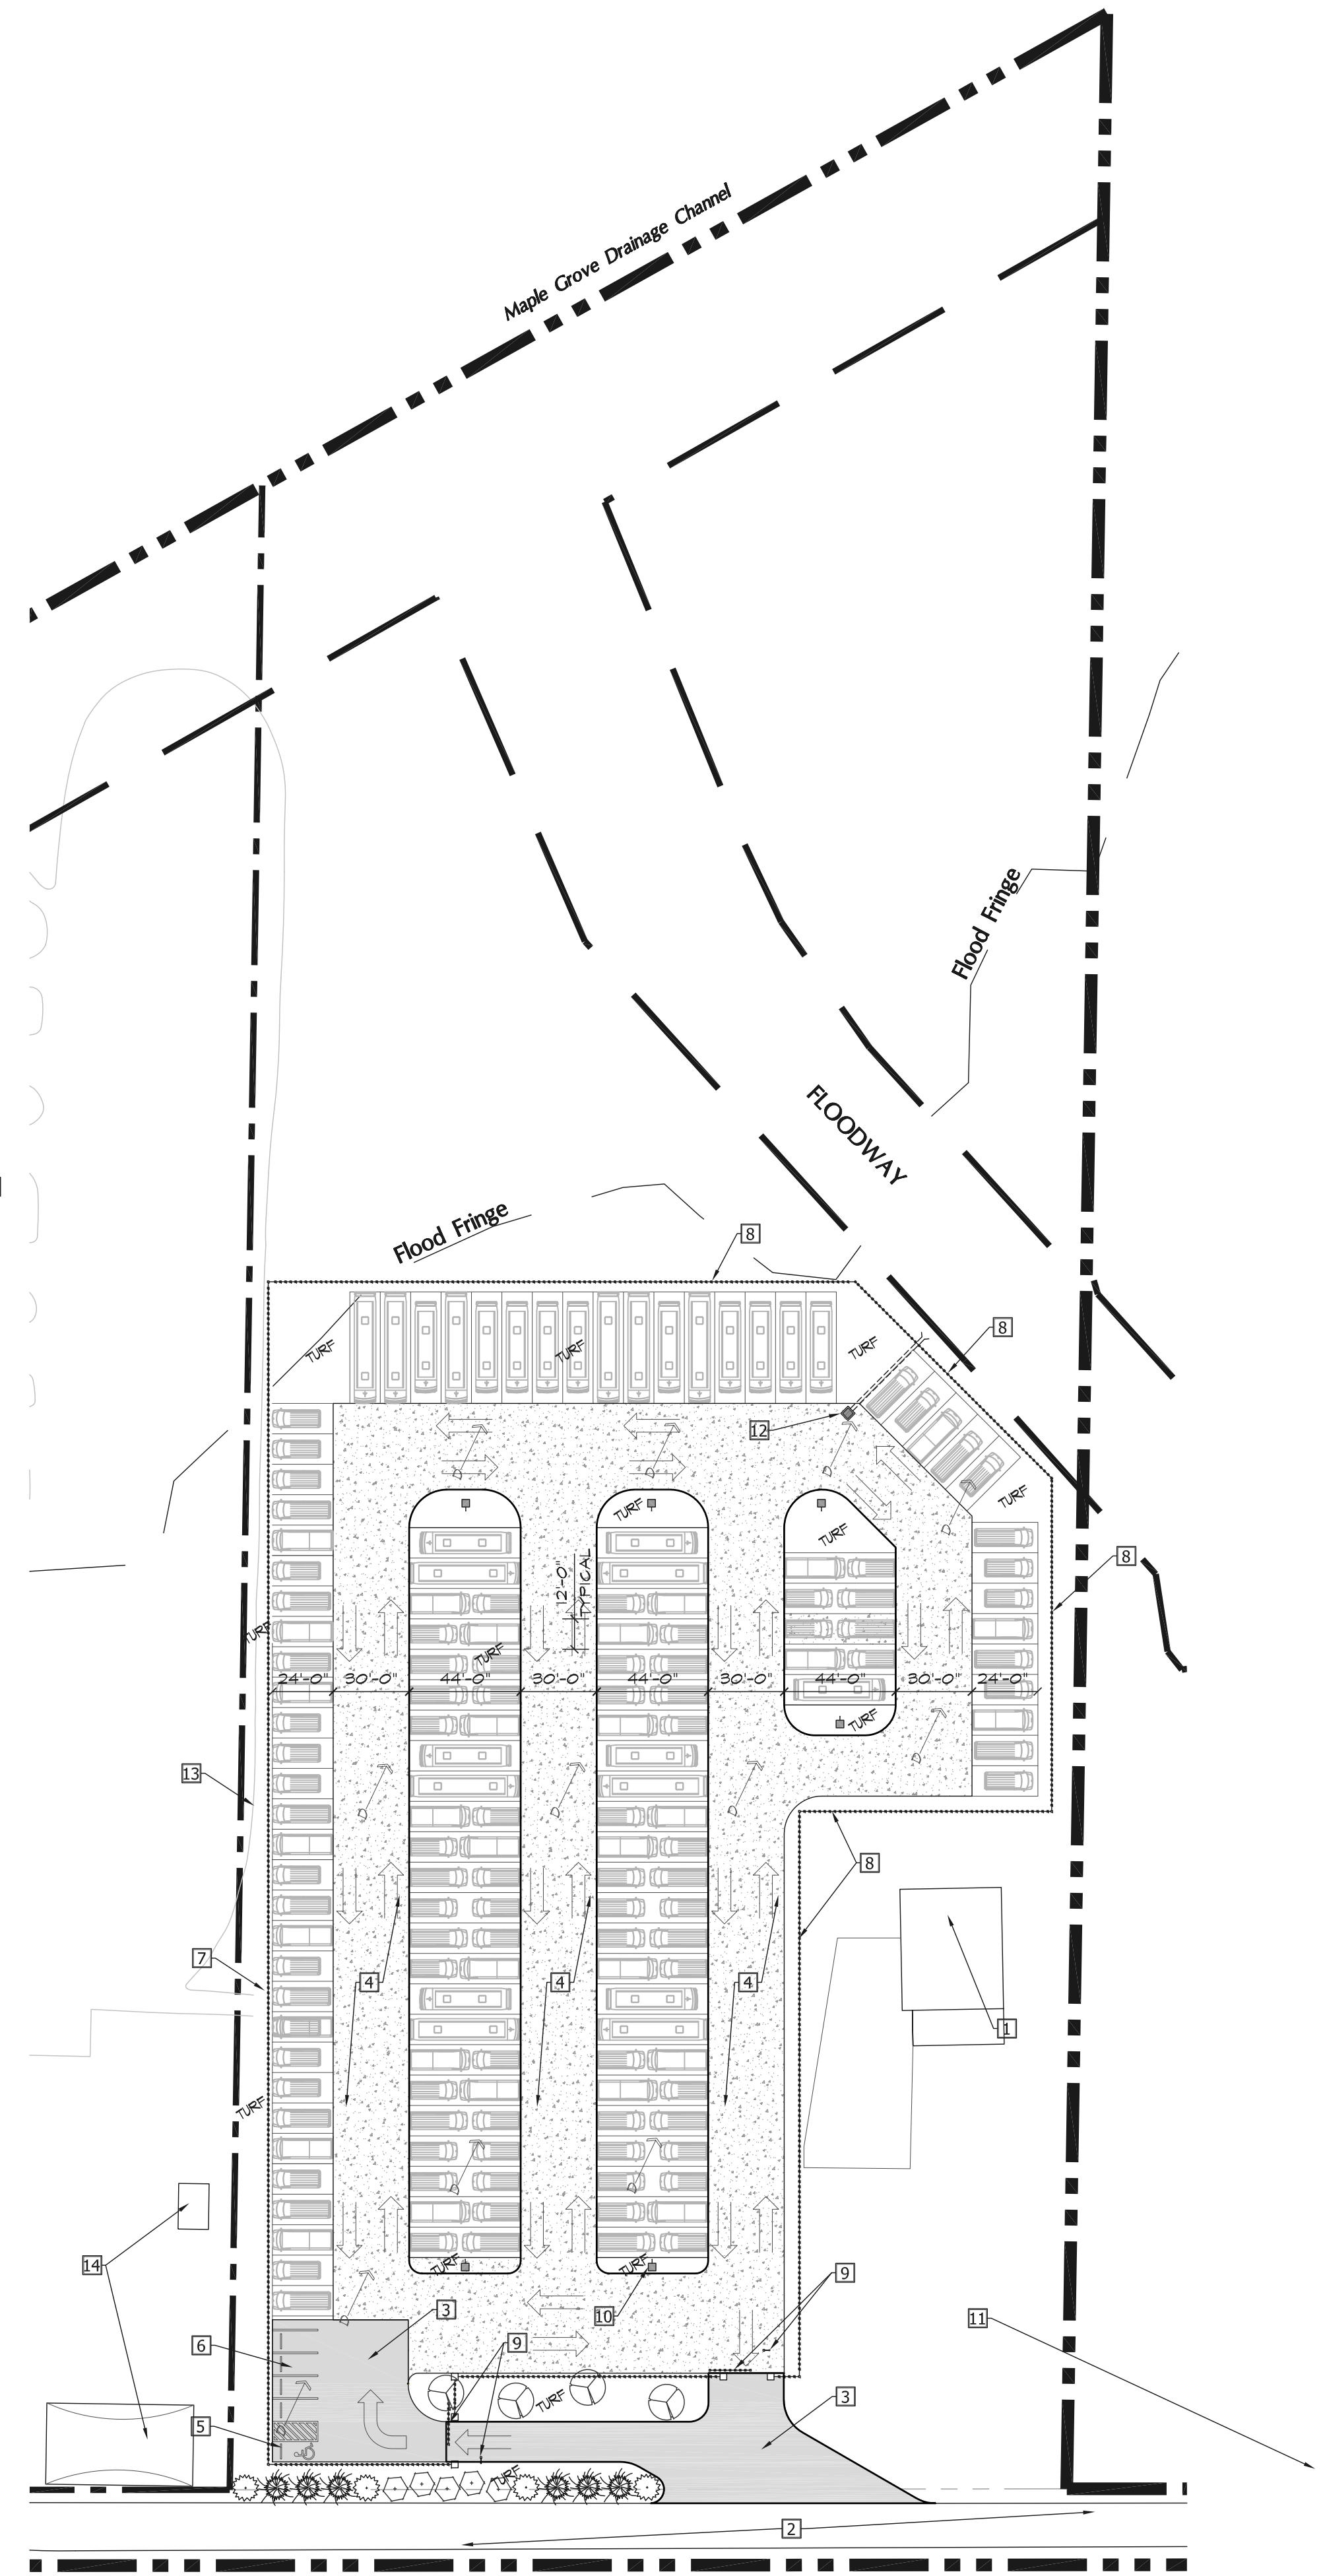 Maple Grove Drainage Channel
Flood Fringe
FLOODWAY
Flood Fringe
8
8
TURF
TURF
TURF
12
TURF
TURF
TURF
8
12'-0"
TYPICAL
TURF
TURF
24'-0"
30'-0"
44'-0"
30'-0"
44'-0"
30'-0"
44'-0"
30'-0"
24'-0"
TURF
13
8
7
4
4
4
1
TURF
14
TURF
TURF
9
3
10
11
6
9
3
TURF
5
TURF
2